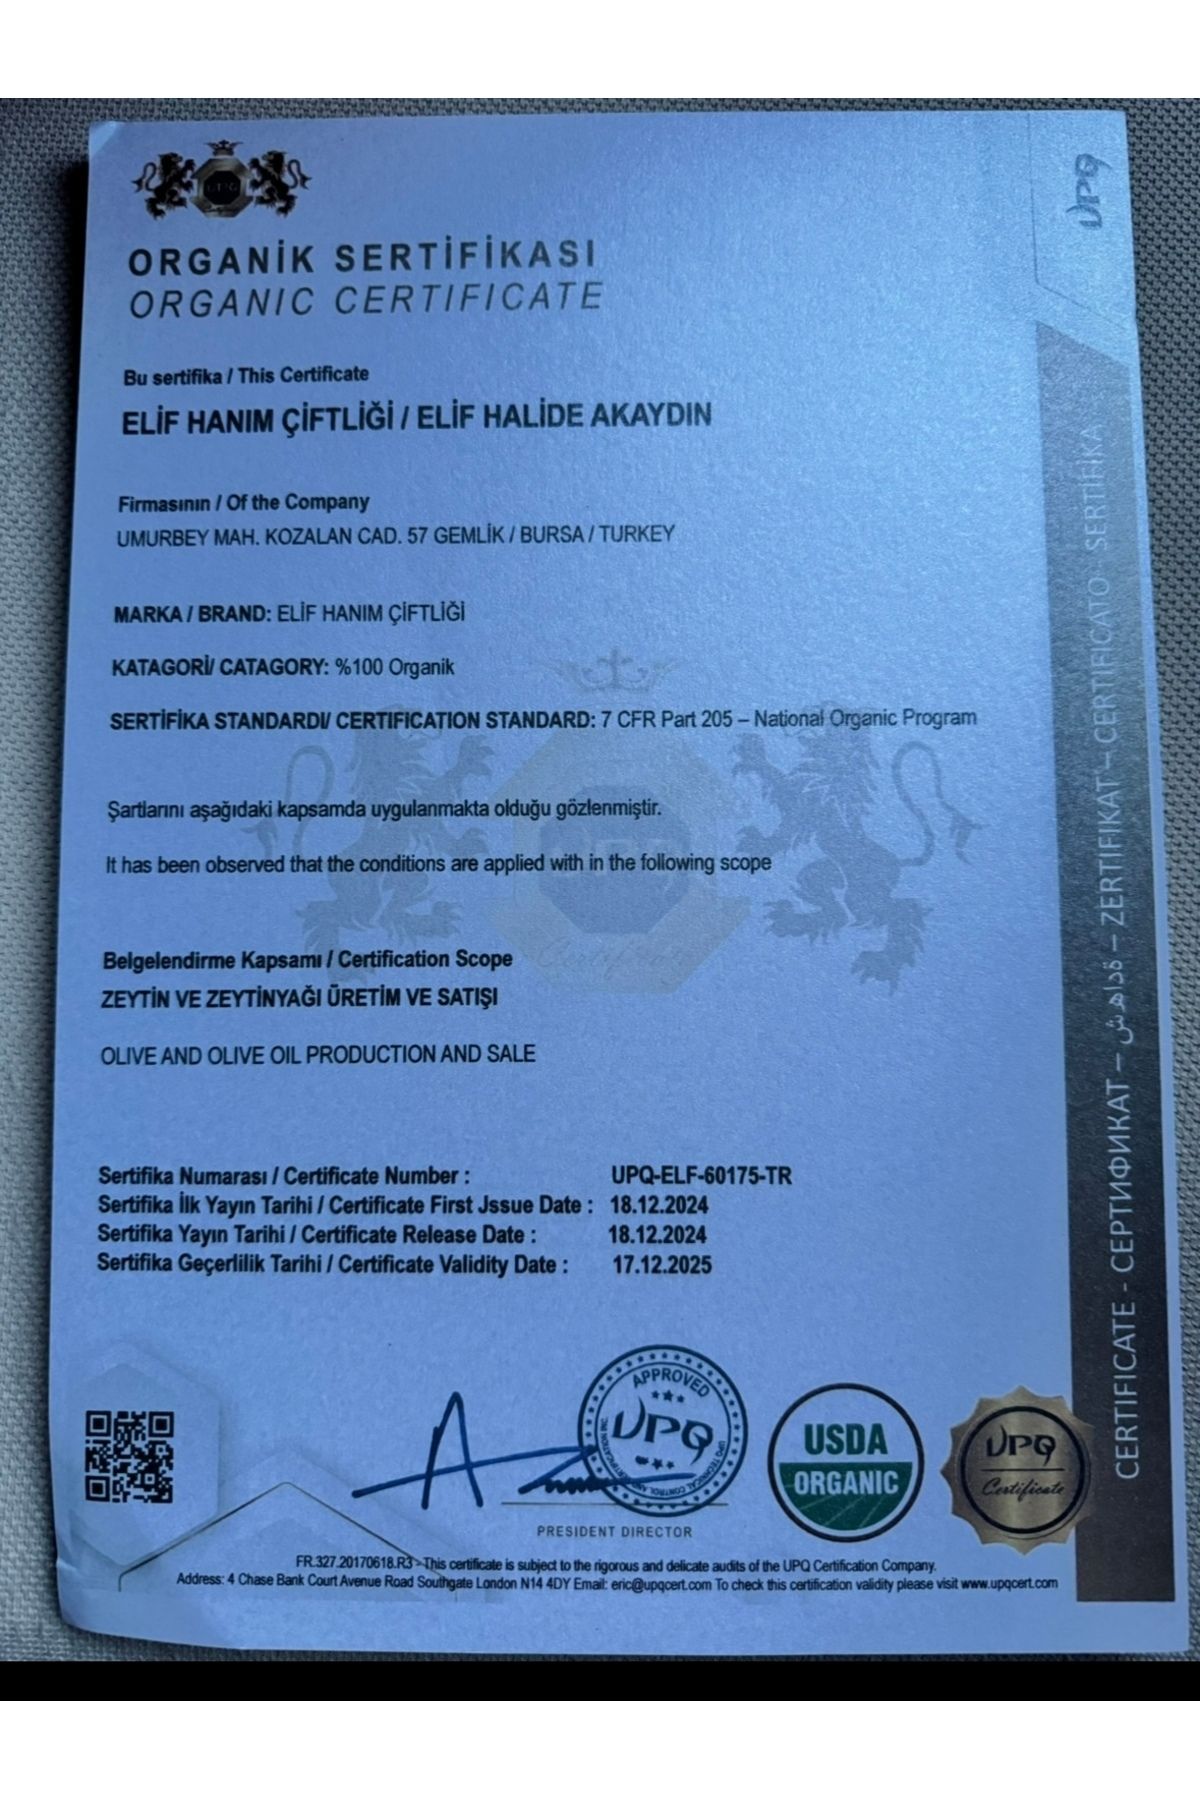 UPQ
ORGANİK SERTİFİKASI
ORGANIC CERTIFICATE
Bu sertifika / This Certificate
ELİF HANIM ÇİFTLİĞİ / ELİF HALİDE AKAYDIN
Firmasının / Of the Company
UMURBEY MAH. KOZALAN CAD. 57 GEMLİK / BURSA / TURKEY
MARKA / BRAND: ELİF HANIM ÇİFTLİĞİ
KATAGORİ/ CATAGORY: %100 Organik
SERTİFİKA STANDARDI/ CERTIFICATION STANDARD: 7 CFR Part 205 – National Organic Program
Şartlarını aşağıdaki kapsamda uygulanmakta olduğu gözlenmiştir.
It has been observed that the conditions are applied with in the following scope
Belgelendirme Kapsamı / Certification Scope
ZEYTİN VE ZEYTİNYAĞI ÜRETİM VE SATIŞI
OLIVE AND OLIVE OIL PRODUCTION AND SALE
Sertifika Numarası / Certificate Number : UPQ-ELF-60175-TR
Sertifika İlk Yayın Tarihi / Certificate First Jssue Date : 18.12.2024
Sertifika Yayın Tarihi / Certificate Release Date : 18.12.2024
Sertifika Geçerlilik Tarihi / Certificate Validity Date : 17.12.2025
APPROVED
UPQ
USDA
ORGANIC
UPQ
Certificate
PRESIDENT DIRECTOR
FR.327.20170618.R3 - This certificate is subject to the rigorous and delicate audits of the UPQ Certification Company.
Address: 4 Chase Bank Court Avenue Road Southgate London N14 4DY Email: eric@upqcert.com To check this certification validity please visit www.upqcert.com
UPQ
CERTIFICATE - СЕРТИФИКАТ – شهادة – ZERTIFIKAT – CERTIFICATO - SERTİFİKA